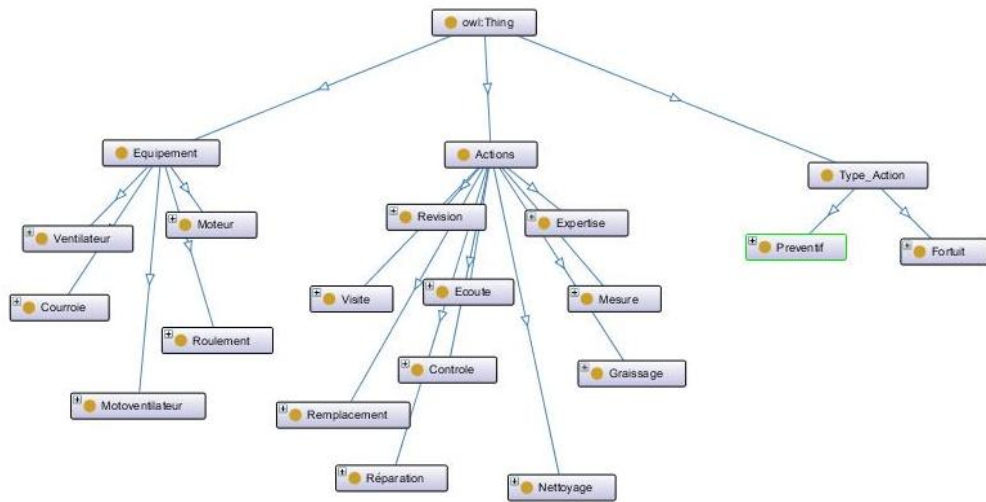 owl:Thing
Equipement
Actions
Type_Action
Ventilateur
Moteur
Courroie
Roulement
Motoventilateur
Revision
Expertise
Visite
Ecoute
Mesure
Controle
Graissage
Remplacement
Réparation
Nettoyage
Preventif
Fortuit